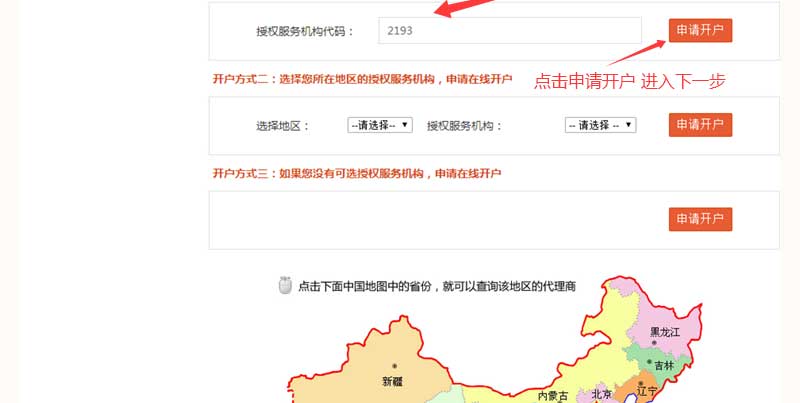 授权服务机构代码： 2193 申请开户
开户方式二：选择您所在地区的授权服务机构，申请在线开户
点击申请开户 进入下一步
选择地区： --请选择-- 授权服务机构： -- 请选择 -- 申请开户
开户方式三：如果您没有可选授权服务机构，申请在线开户
申请开户
点击下面中国地图中的省份，就可以查询该地区的代理商
黑龙江
吉林
新疆
辽宁
内蒙古
北京